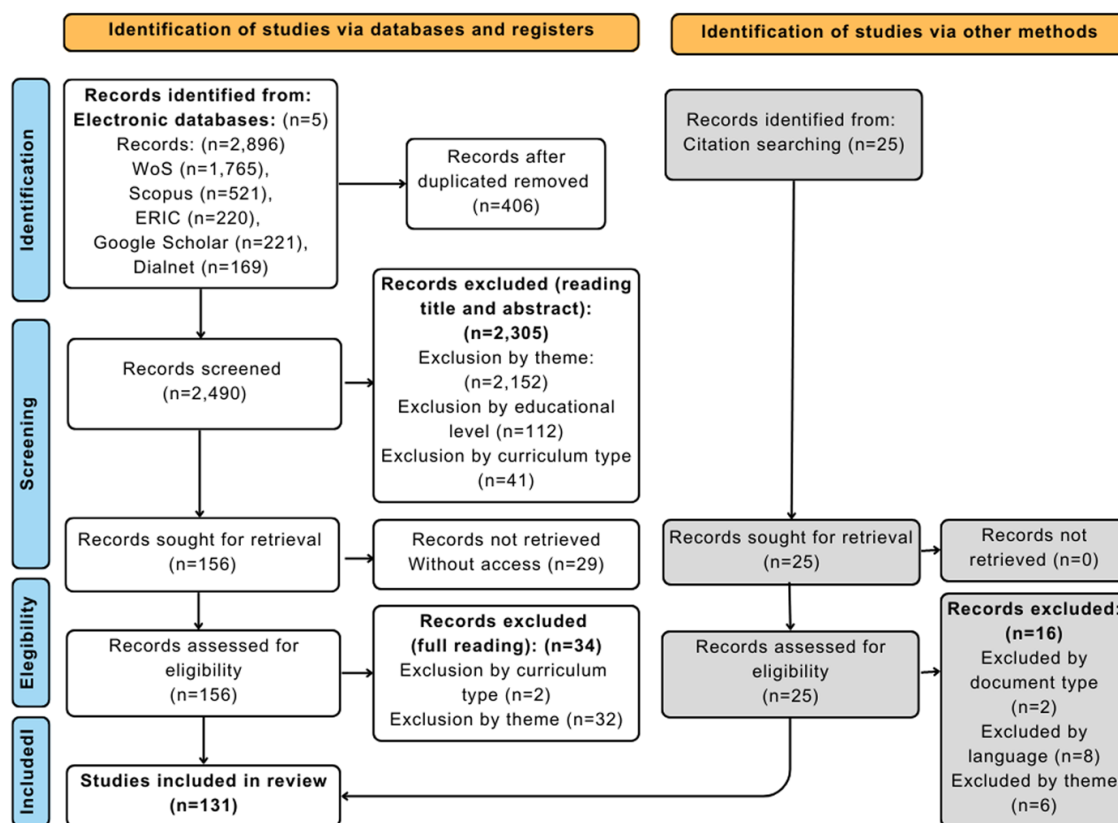 Identification of studies via databases and registers
Identification of studies via other methods
Identification
Records identified from:
Electronic databases: (n=5)
Records: (n=2,896)
WoS (n=1,765),
Scopus (n=521),
ERIC (n=220),
Google Scholar (n=221),
Dialnet (n=169)
Records after
duplicated removed
(n=406)
Records identified from:
Citation searching (n=25)
Screening
Records screened
(n=2,490)
Records excluded (reading
title and abstract):
(n=2,305)
Exclusion by theme:
(n=2,152)
Exclusion by educational
level (n=112)
Exclusion by curriculum type
(n=41)
Records sought for retrieval
(n=156)
Records not retrieved
Without access (n=29)
Records sought for retrieval
(n=25)
Records not
retrieved (n=0)
Elegibility
Records assessed for
eligibility
(n=156)
Records excluded
(full reading): (n=34)
Exclusion by curriculum
type (n=2)
Exclusion by theme (n=32)
Records assessed for
eligibility
(n=25)
Records excluded:
(n=16)
Excluded by
document type
(n=2)
Excluded by
language (n=8)
Excluded by theme
(n=6)
Includedl
Studies included in review
(n=131)